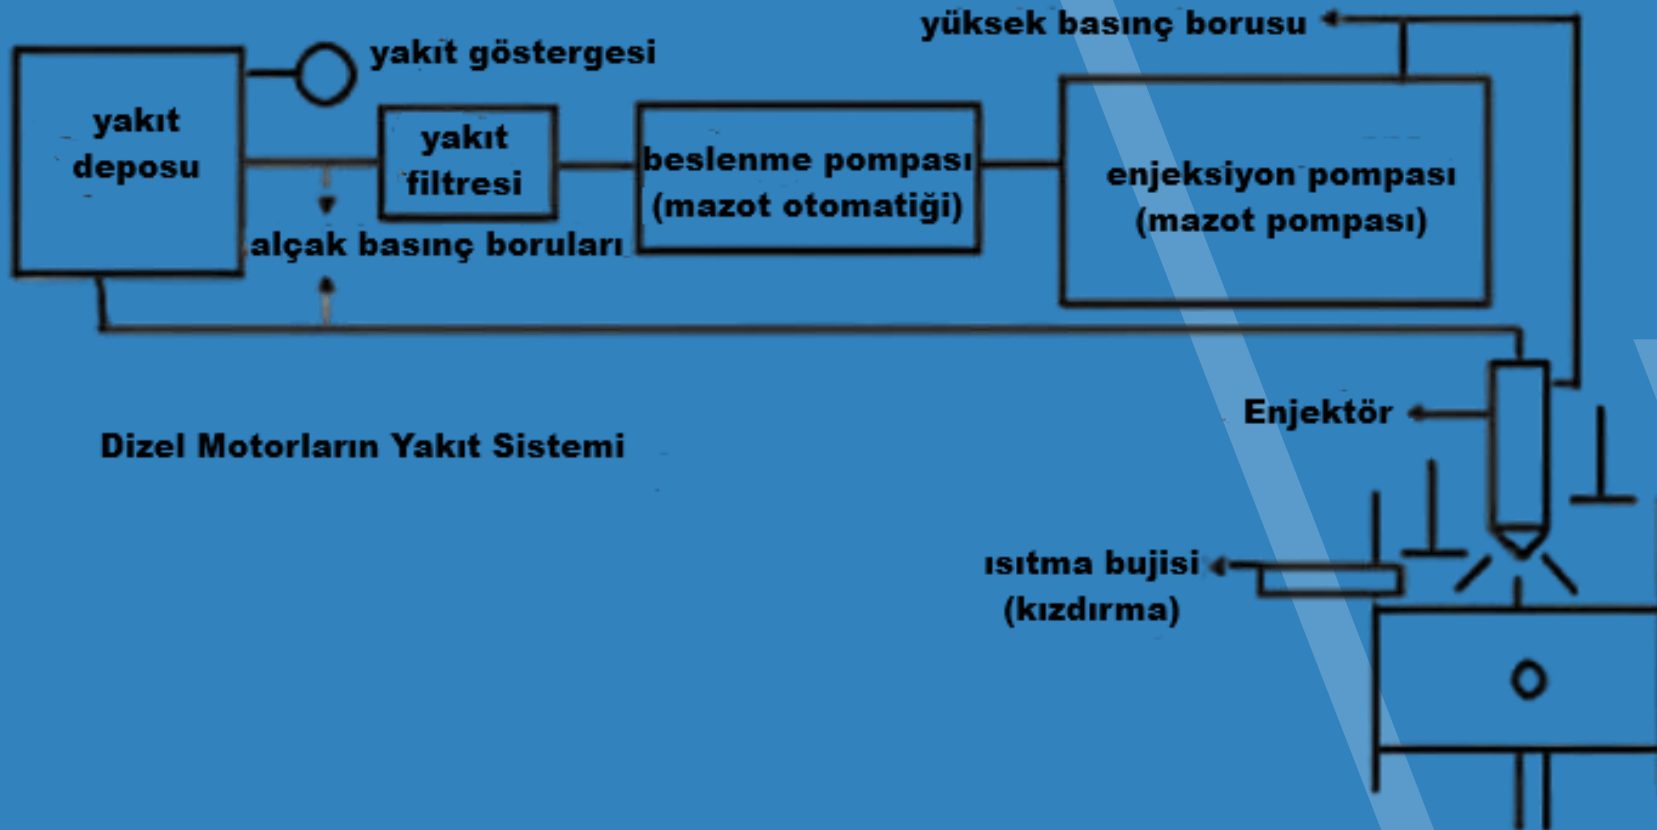 yüksek basınç borusu
yakıt göstergesi
yakıt
deposu
yakıt
filtresi
beslenme pompası
(mazot otomatiği)
enjeksiyon pompası
(mazot pompası)
alçak basınç boruları
Enjektör
Dizel Motorların Yakıt Sistemi
ısıtma bujisi
(kızdırma)